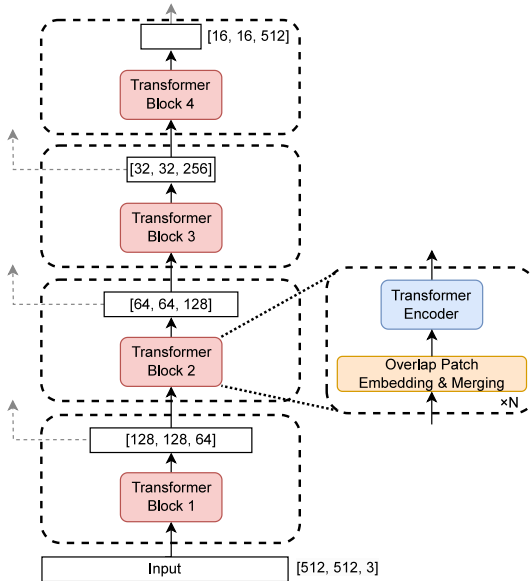 [16, 16, 512]
Transformer
Block 4
[32, 32, 256]
Transformer
Block 3
[64, 64, 128]
Transformer
Block 2
[128, 128, 64]
Transformer
Block 1
Input
[512, 512, 3]
Transformer
Encoder
Overlap Patch
Embedding & Merging
×N